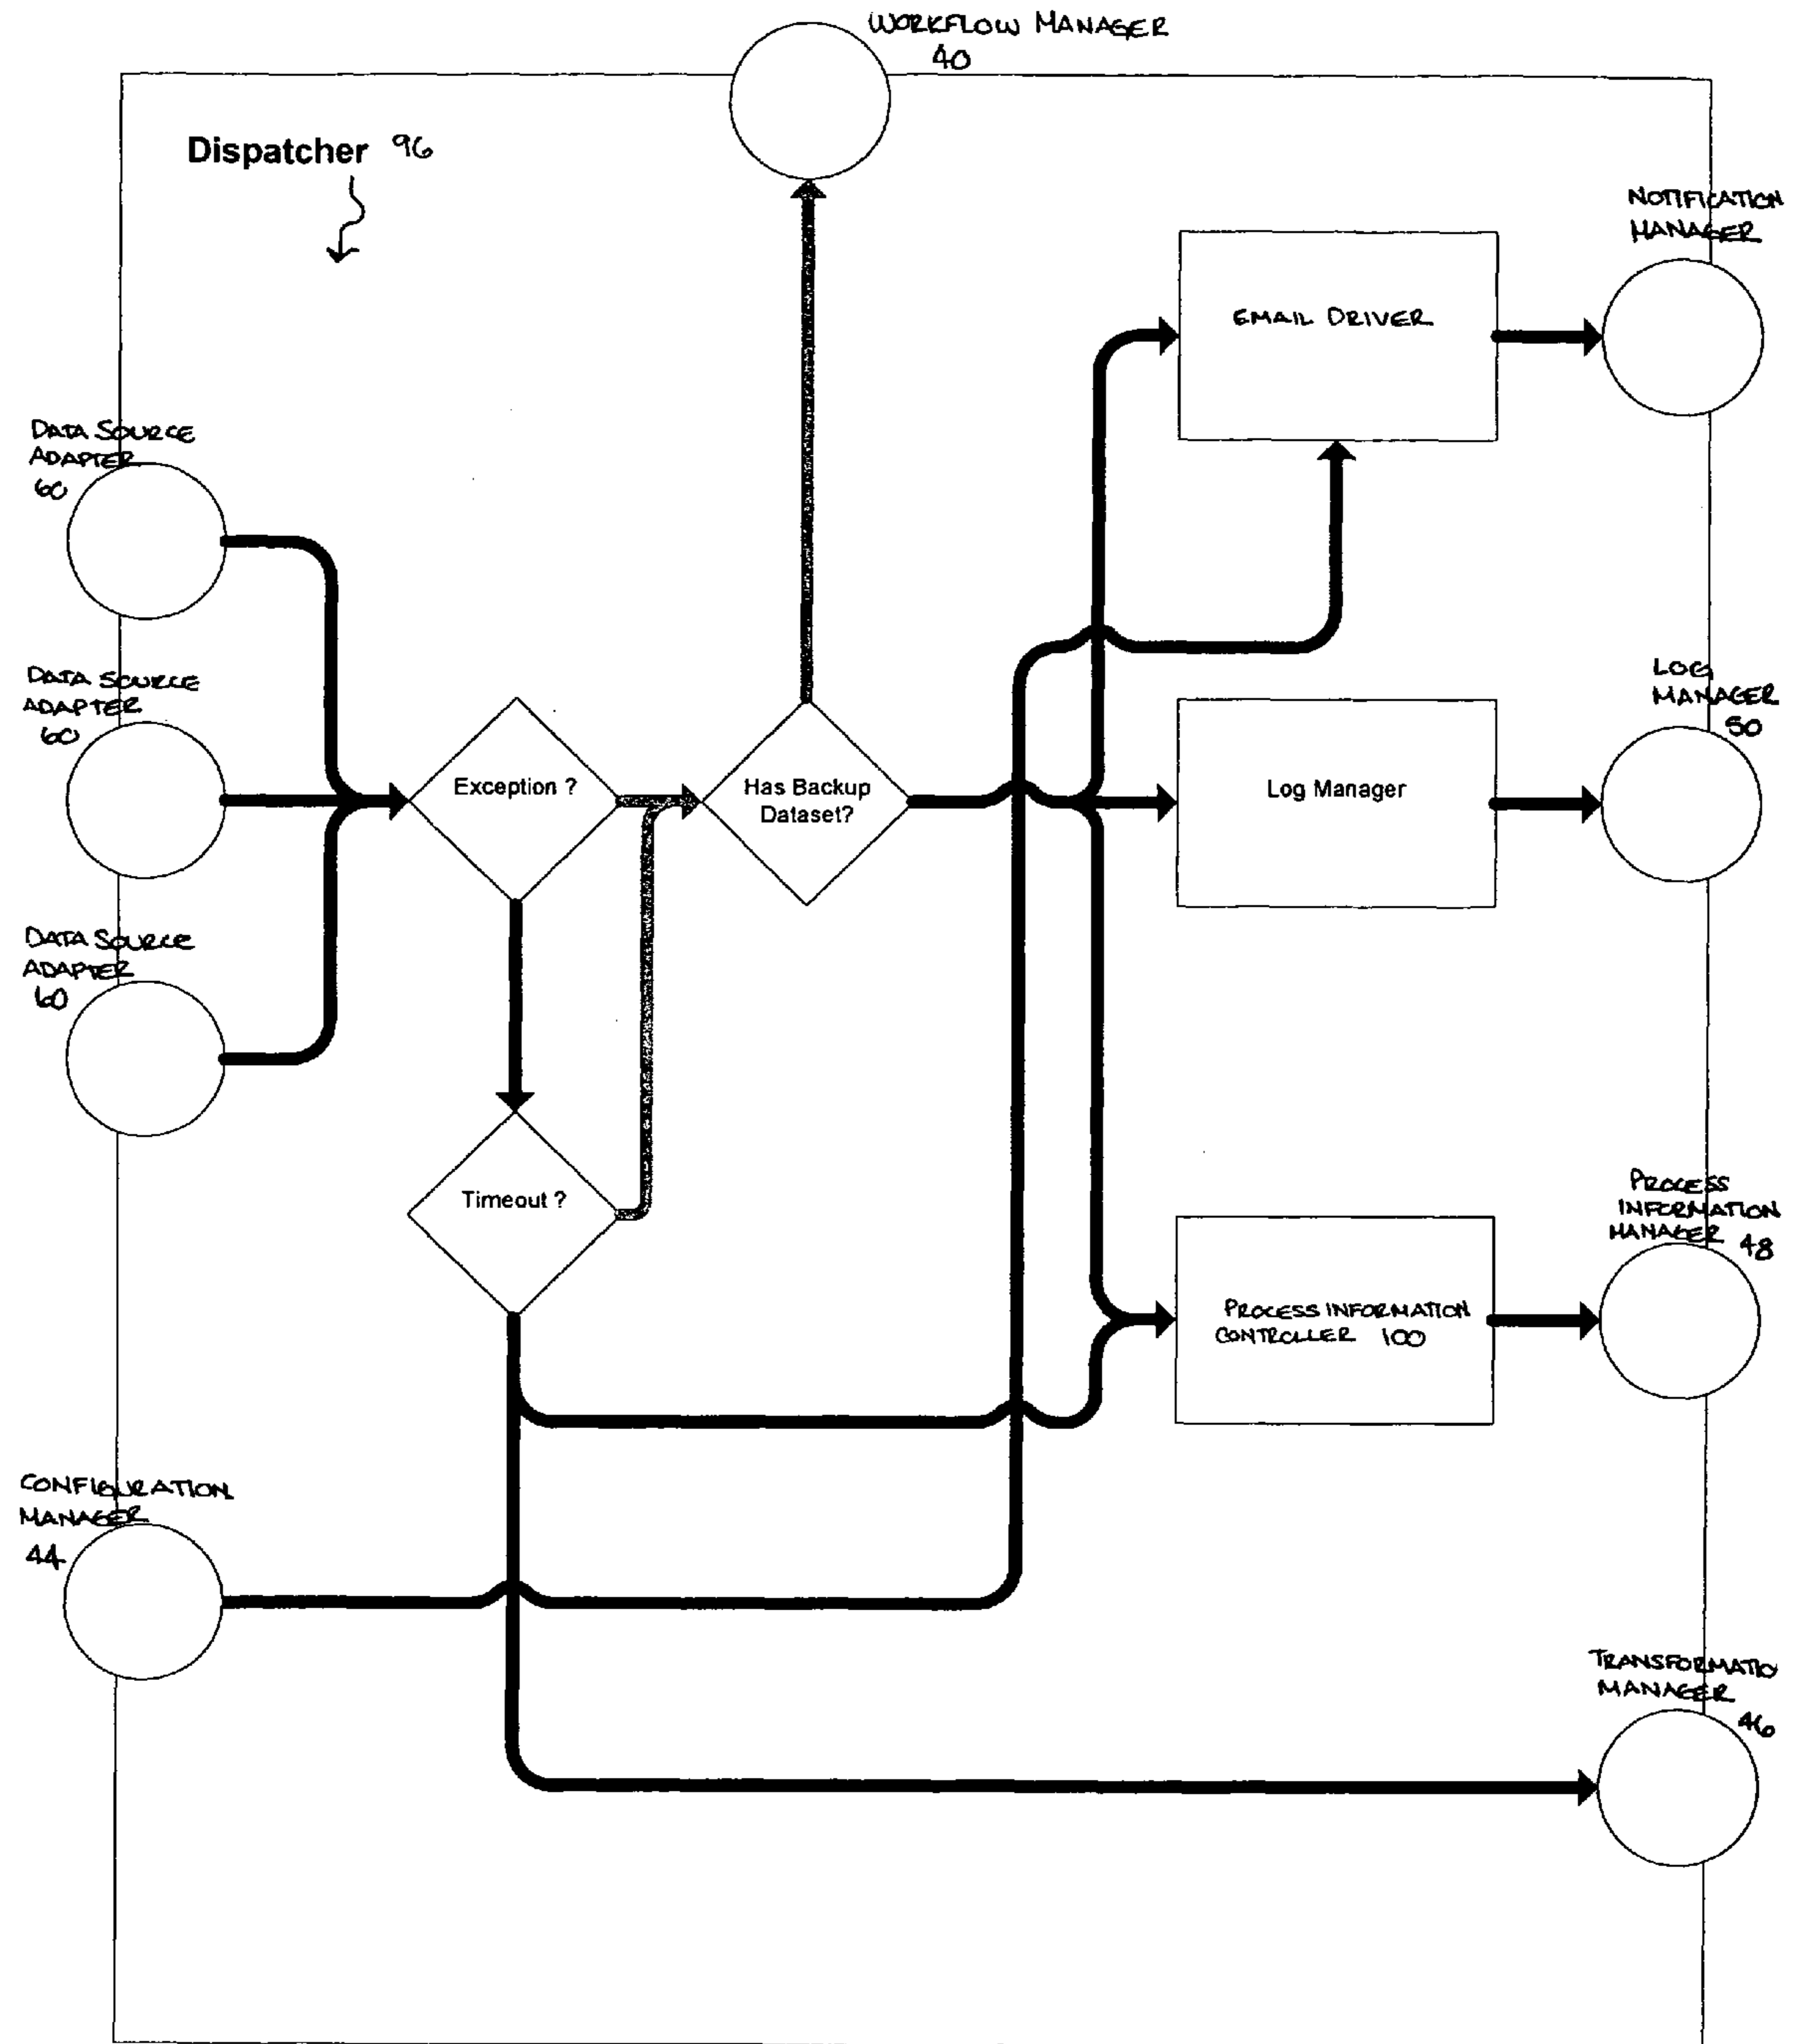 WORKFLOW MANAGER
40
Dispatcher 96
NOTIFICATION
MANAGER
EMAIL DRIVER
DATA SOURCE
ADAPTER
60
DATA SOURCE
ADAPTER
60
LOG
MANAGER
50
Exception ?
Has Backup
Dataset?
Log Manager
DATA SOURCE
ADAPTER
60
Timeout ?
PROCESS
INFORMATION
MANAGER 48
PROCESS INFORMATION
CONTROLLER 100
CONFIGURATION
MANAGER
44
TRANSFORMATIO
MANAGER
46